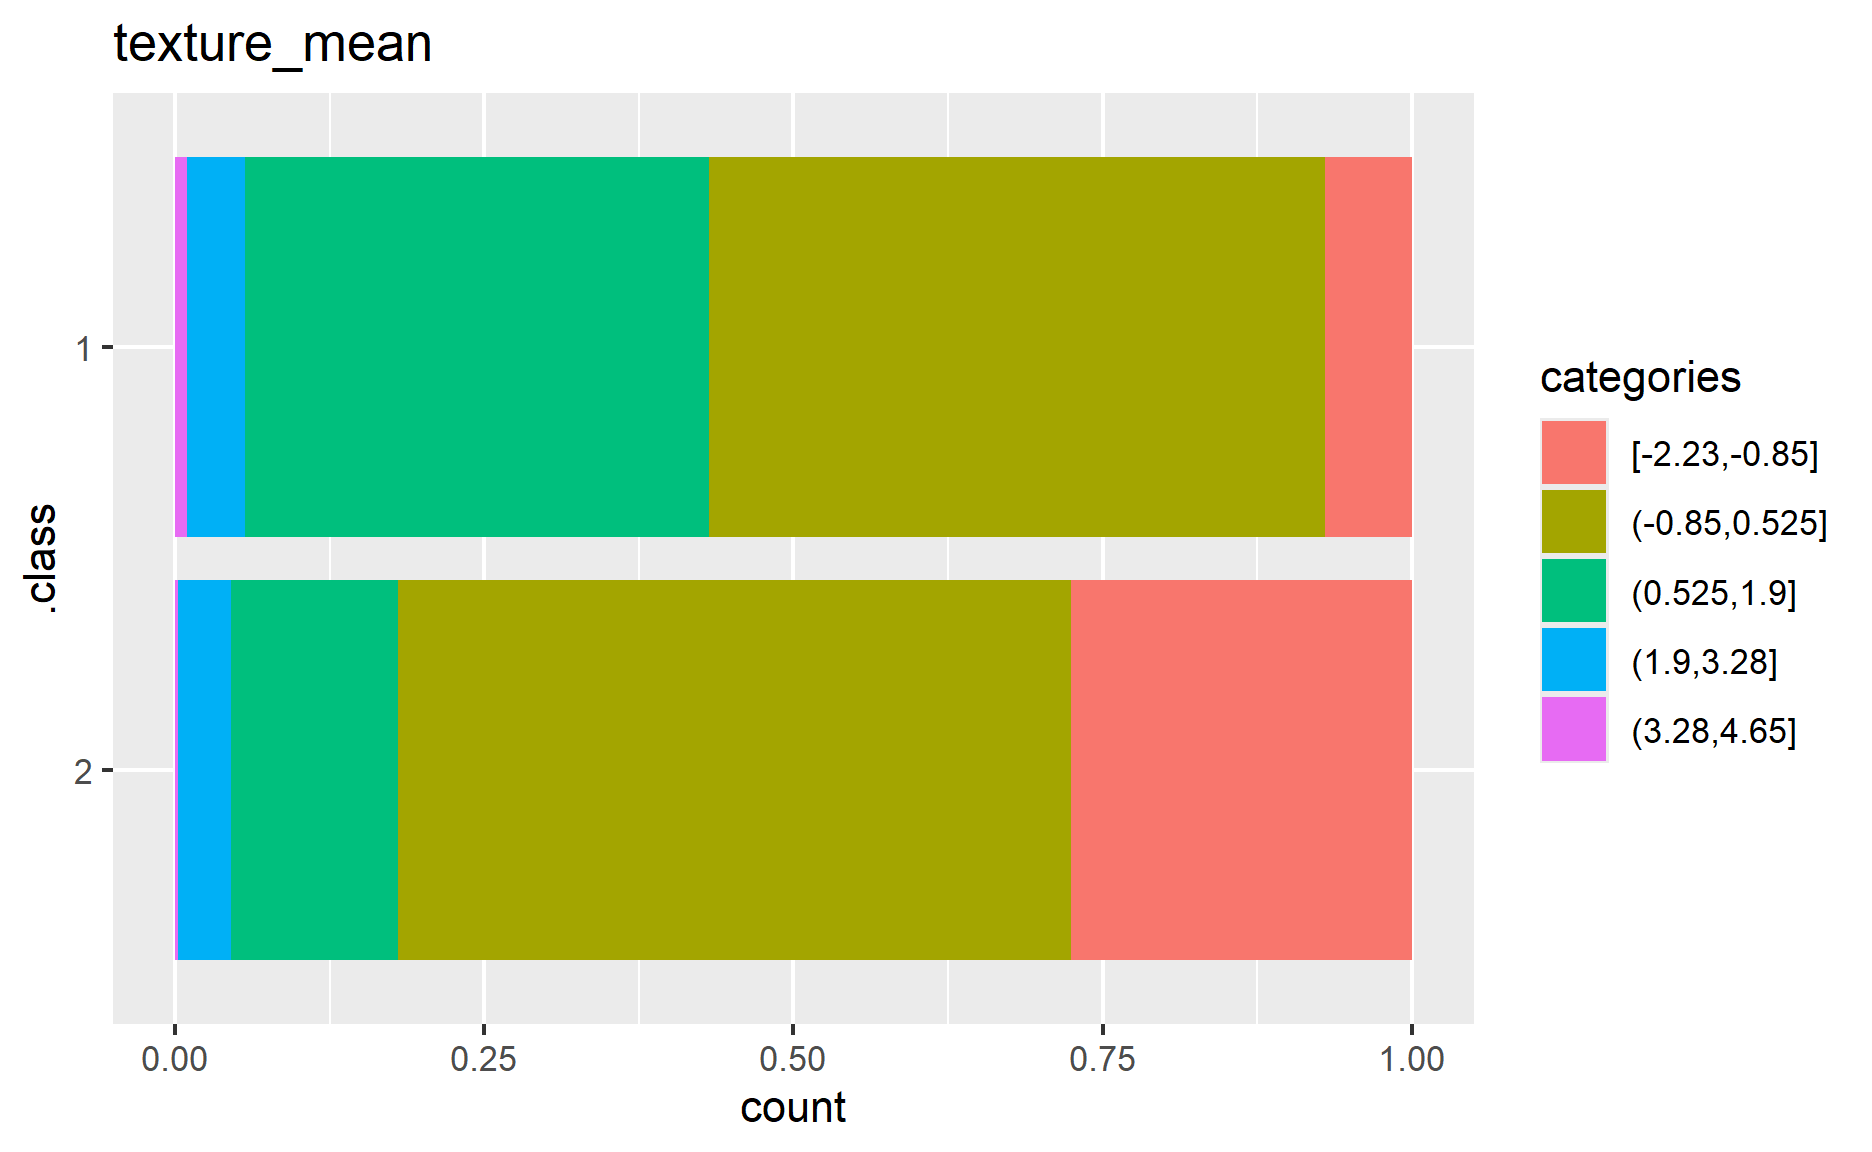 texture_mean
.class
1
2
0.00 0.25 0.50 0.75 1.00
count
categories
[-2.23,-0.85]
(-0.85,0.525]
(0.525,1.9]
(1.9,3.28]
(3.28,4.65]